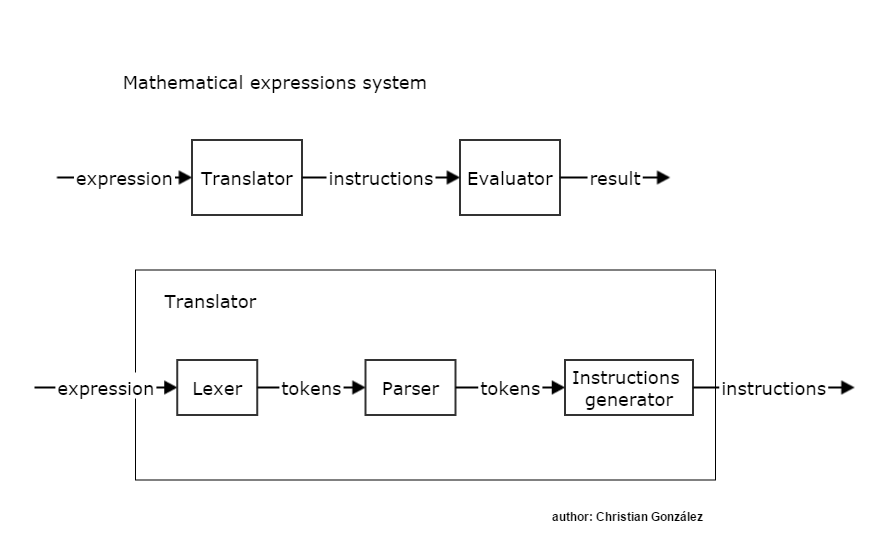 Mathematical expressions system
expression Translator instructions Evaluator result
Translator
expression Lexer tokens Parser tokens Instructions generator instructions
author: Christian González